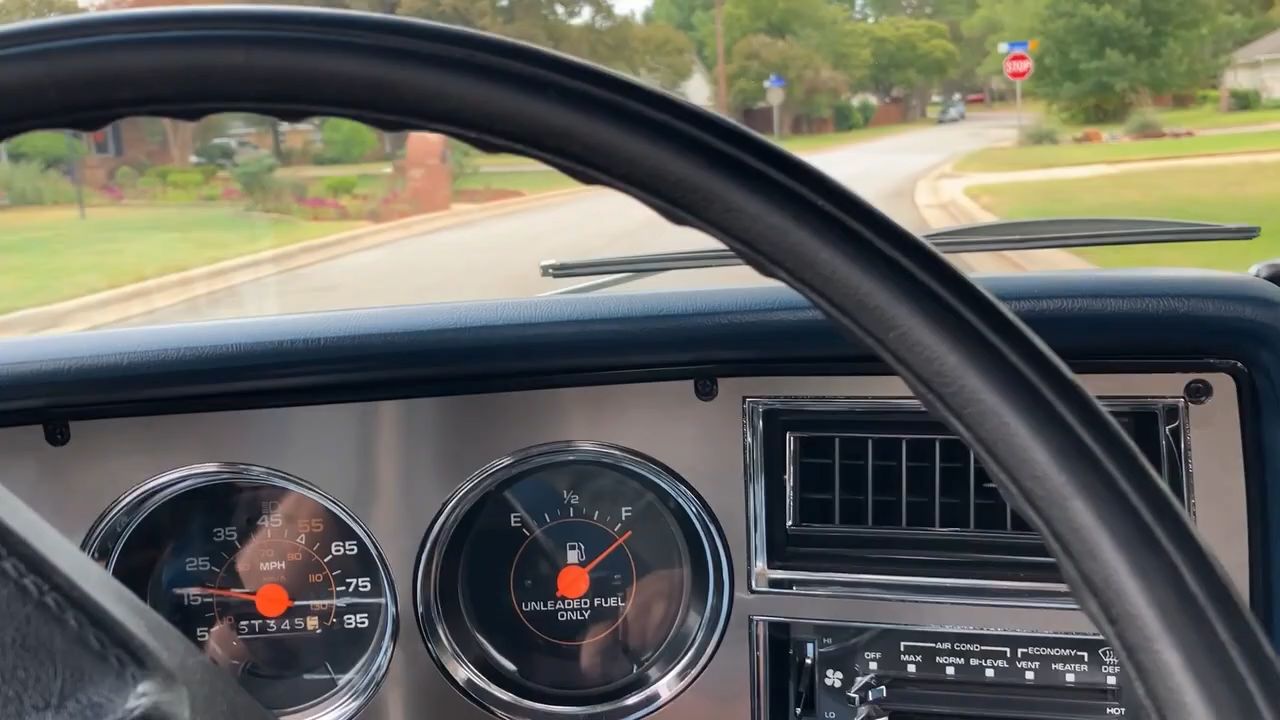 STOP
45
35
55
25
65
MPH
15
75
5
85
½
E
F
UNLEADED FUEL
ONLY
HI
LO
OFF
AIR COND
MAX
NORM
BI-LEVEL
ECONOMY
VENT
HEATER
DEF
HOT